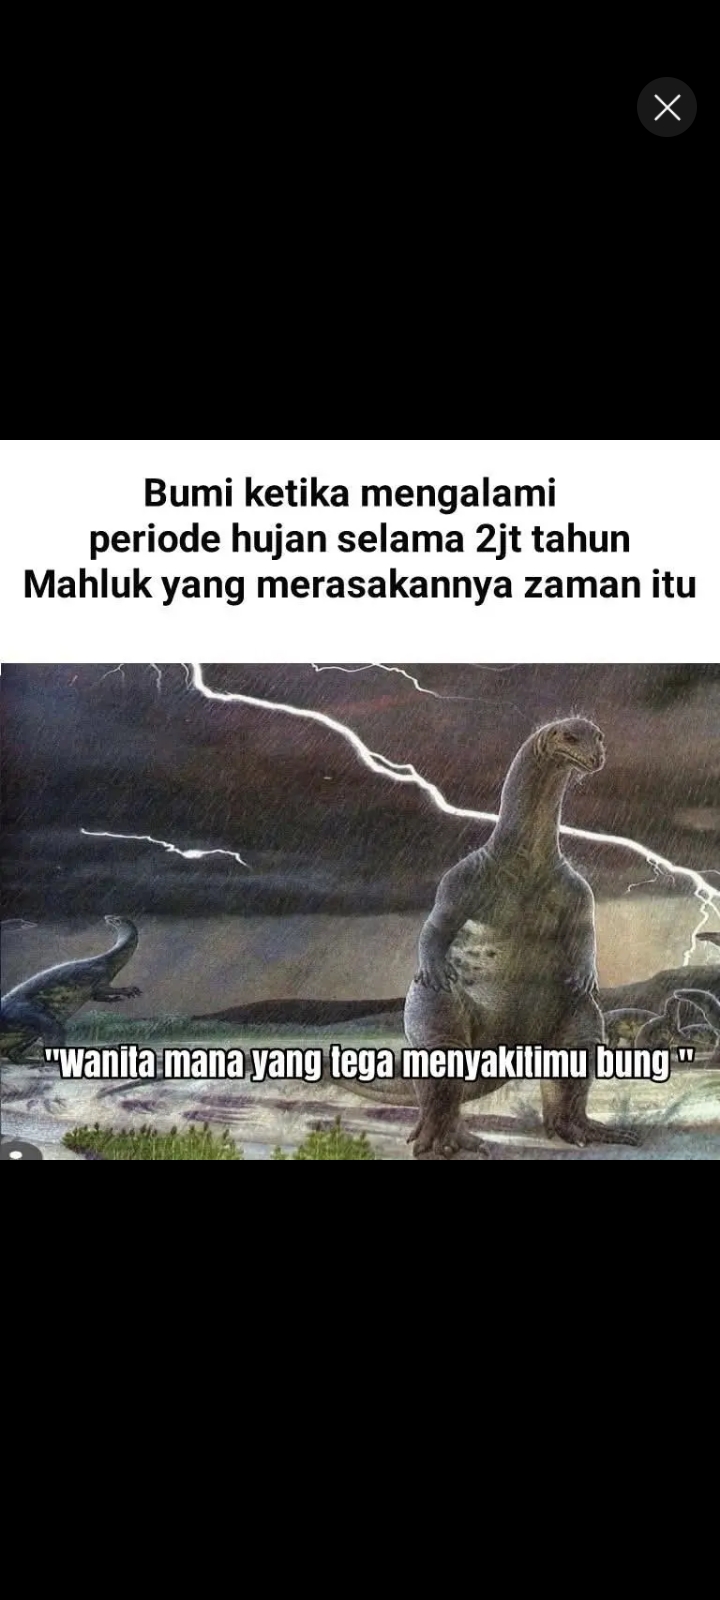 Bumi ketika mengalami
periode hujan selama 2jt tahun
Mahluk yang merasakannya zaman itu
"Wanita mana yang tega menyakitimu bung "